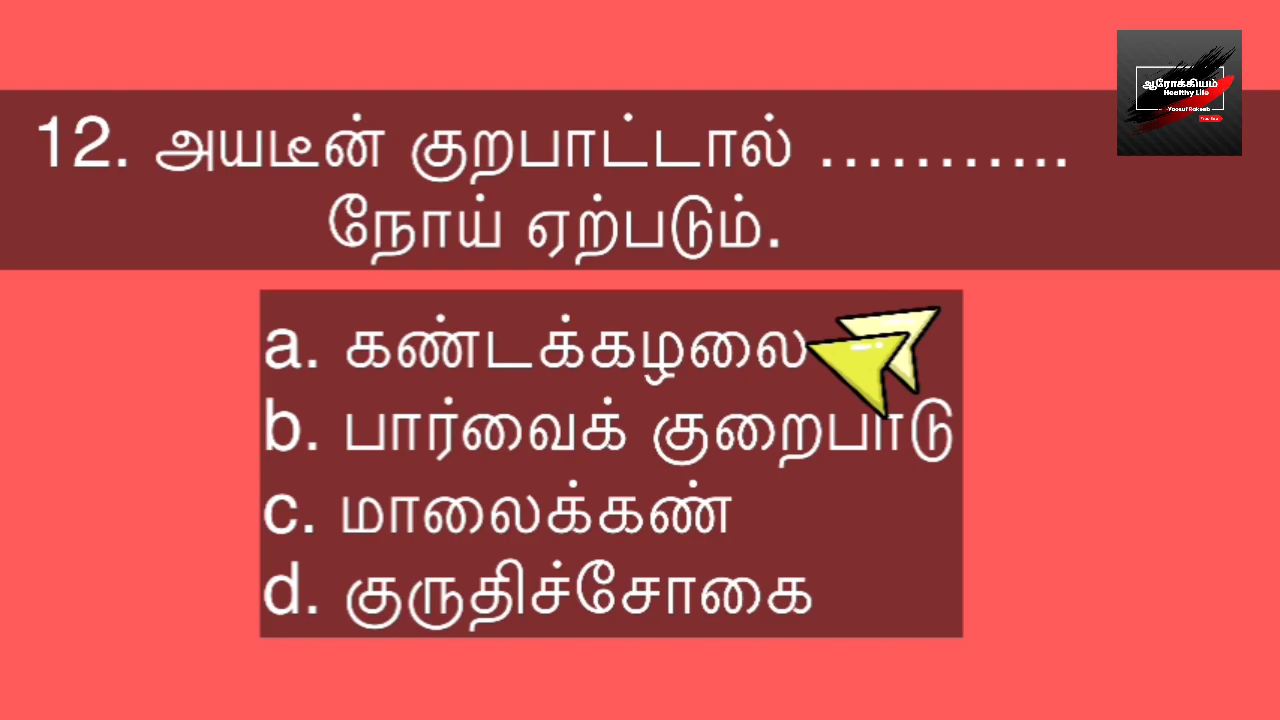 ஆரோக்கியம்
Healthy Life
12. அயடீன் குறபாட்டால் ...........
நோய் ஏற்படும்.
a. கண்டக்கழலை
b. பார்வைக் குறைபாடு
c. மாலைக்கண்
d. குருதிச்சோகை